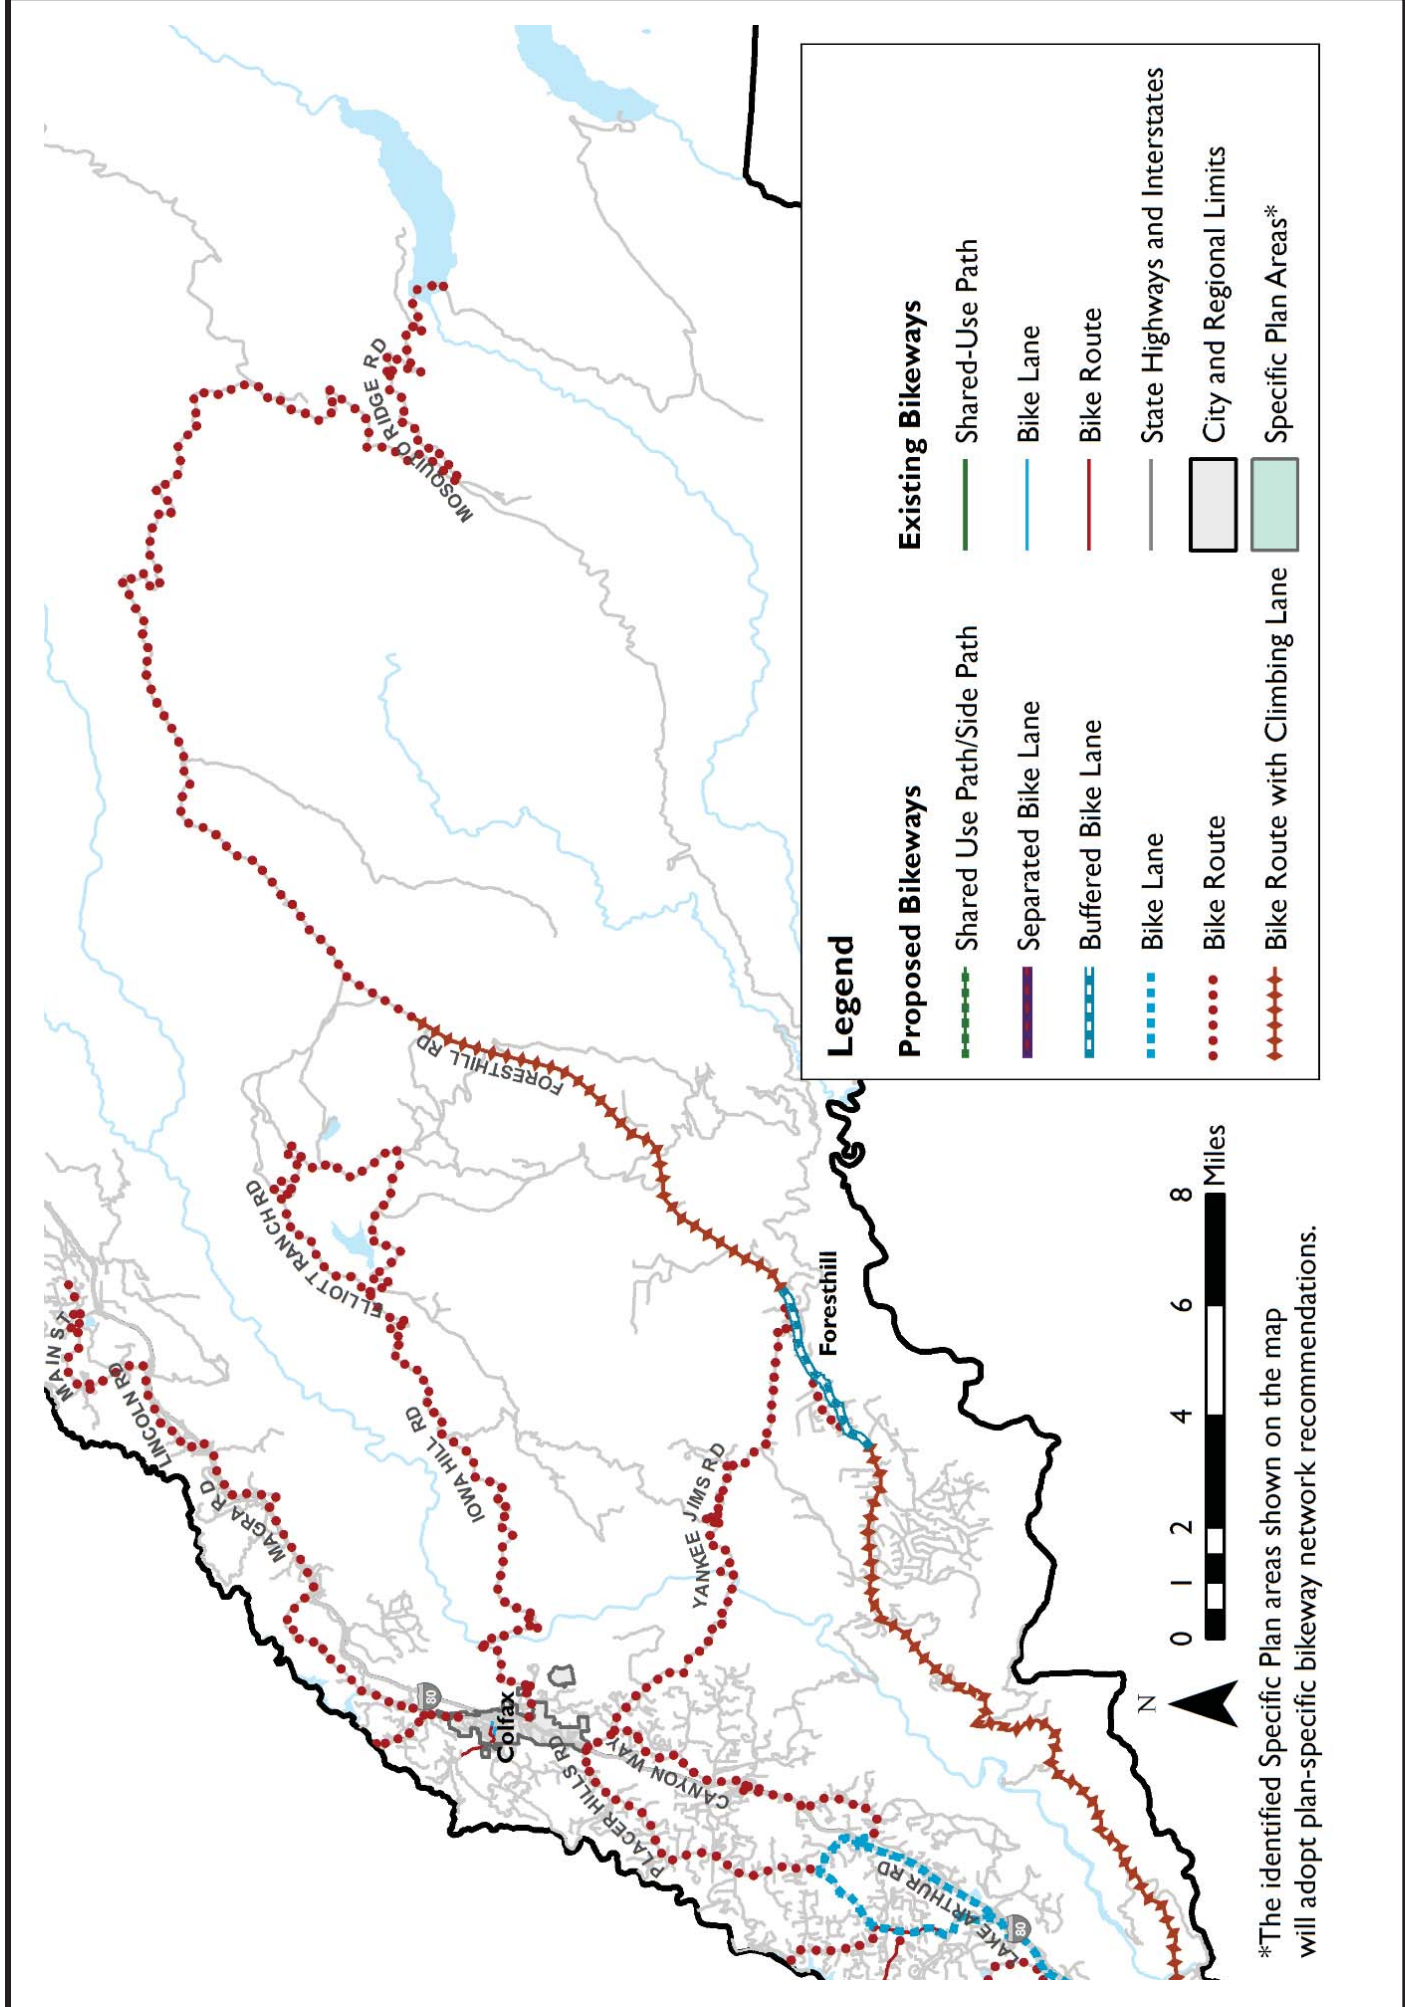 MAIN ST
LINCOLN RD
MAGRA RD
ELLIOTT RANCH RD
IOWA HILL RD
FORESTHILL RD
MOSQUITO RIDGE RD
YANKEE JIMS RD
80
Colfax
PLACER HILLS RD
CANYON WAY
LAKE ARTHUR RD
80
Foresthill
Legend
Proposed Bikeways
Shared Use Path/Side Path
Separated Bike Lane
Buffered Bike Lane
Bike Lane
Bike Route
Bike Route with Climbing Lane
Existing Bikeways
Shared-Use Path
Bike Lane
Bike Route
State Highways and Interstates
City and Regional Limits
Specific Plan Areas*
N
0 1 2 4 6 8
Miles
*The identified Specific Plan areas shown on the map
will adopt plan-specific bikeway network recommendations.